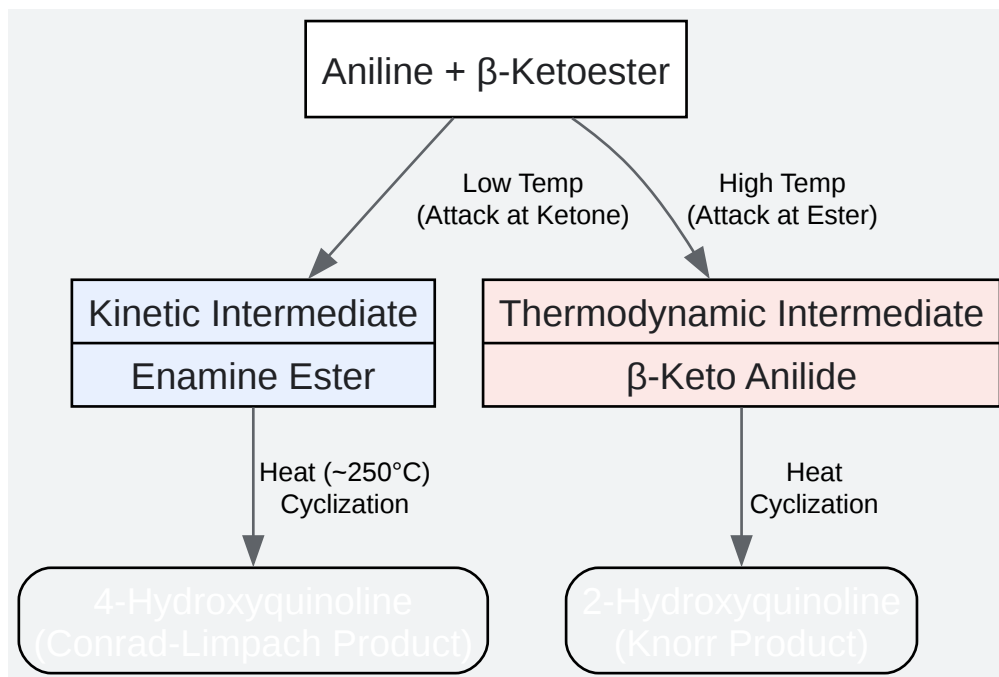 Aniline + β-Ketoester
Low Temp
(Attack at Ketone)
High Temp
(Attack at Ester)
Kinetic Intermediate
Enamine Ester
Thermodynamic Intermediate
β-Keto Anilide
Heat (~250°C)
Cyclization
Heat
Cyclization
4-Hydroxyquinoline
(Conrad-Limpach Product)
2-Hydroxyquinoline
(Knorr Product)